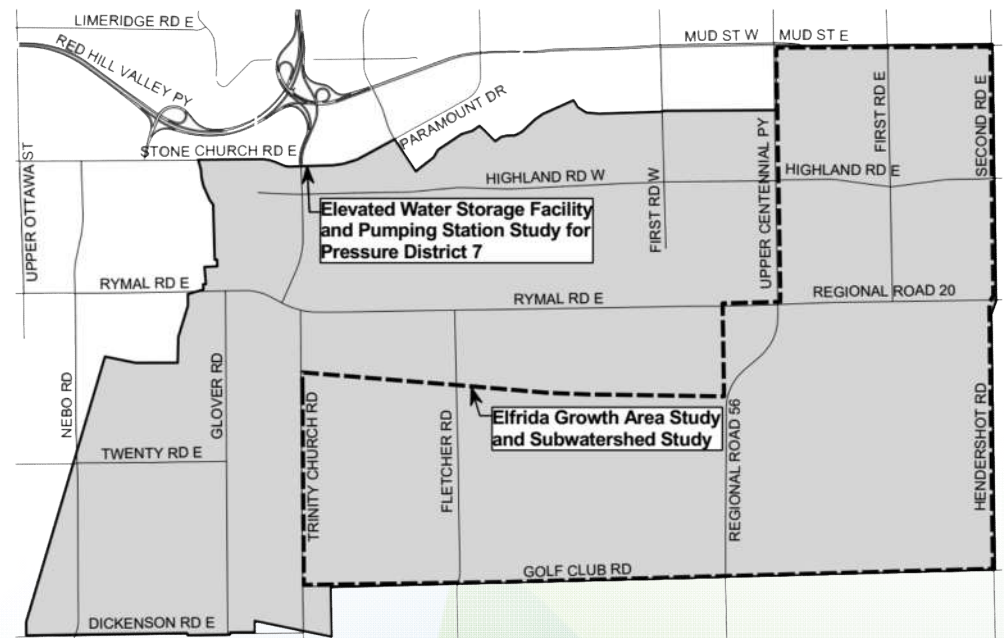 LIMERIDGE RD E
MUD ST W
MUD ST E
RED HILL VALLEY PY
PARAMOUNT DR
STONE CHURCH RD E
UPPER OTTAWA ST
HIGHLAND RD W
FIRST RD W
UPPER CENTENNIAL PY
HIGHLAND RD E
FIRST RD E
SECOND RD E
Elevated Water Storage Facility
and Pumping Station Study for
Pressure District 7
RYMAL RD E
RYMAL RD E
REGIONAL ROAD 20
NEBO RD
GLOVER RD
TRINITY CHURCH RD
FLETCHER RD
Elfrida Growth Area Study
and Subwatershed Study
REGIONAL ROAD 56
HENDERSHOT RD
TWENTY RD E
GOLF CLUB RD
DICKENSON RD E